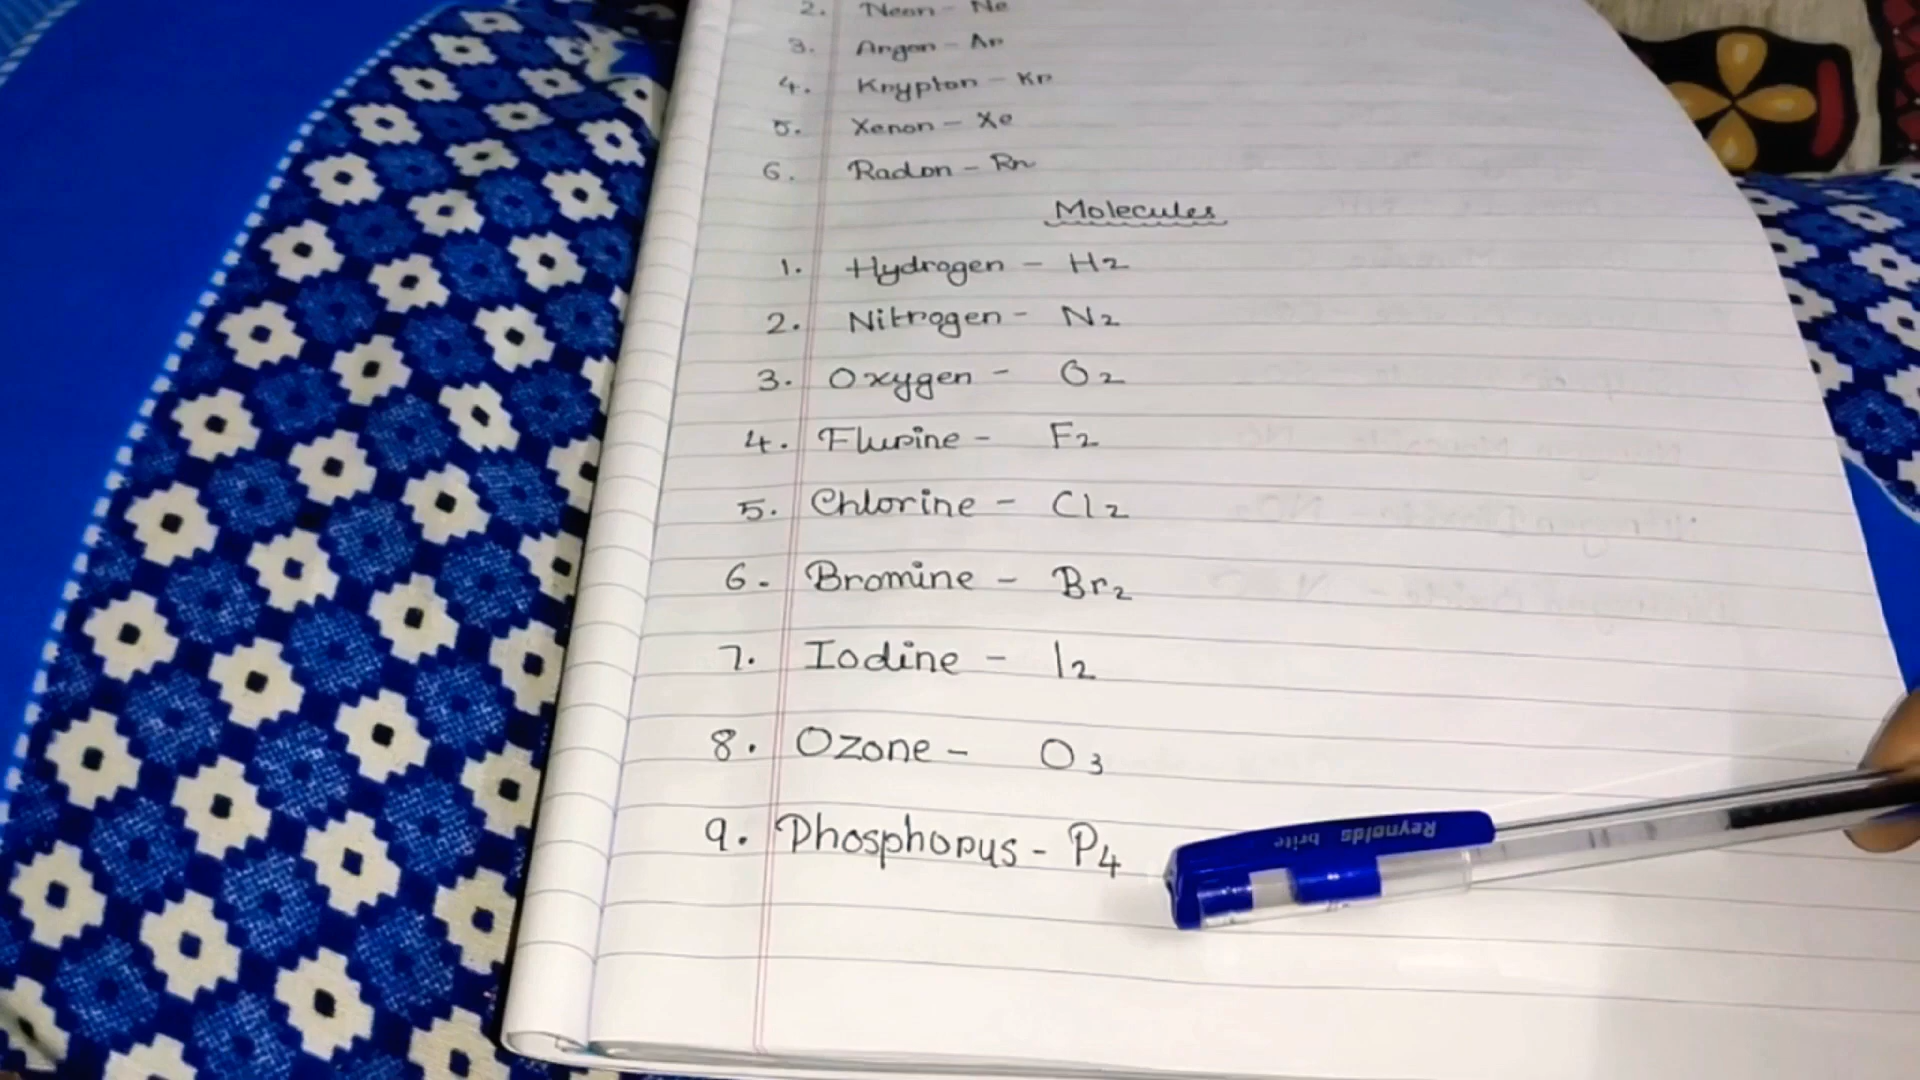 2. Neon - Ne
3. Argon - Ar
4. Krypton - Kr
5. Xenon - Xe
6. Radon - Rn
Molecules
1. Hydrogen - H2
2. Nitrogen - N2
3. Oxygen - O2
4. Flurine - F2
5. Chlorine - Cl2
6. Bromine - Br2
7. Iodine - I2
8. Ozone - O3
9. Phosphorus - P4
Reynolds brite